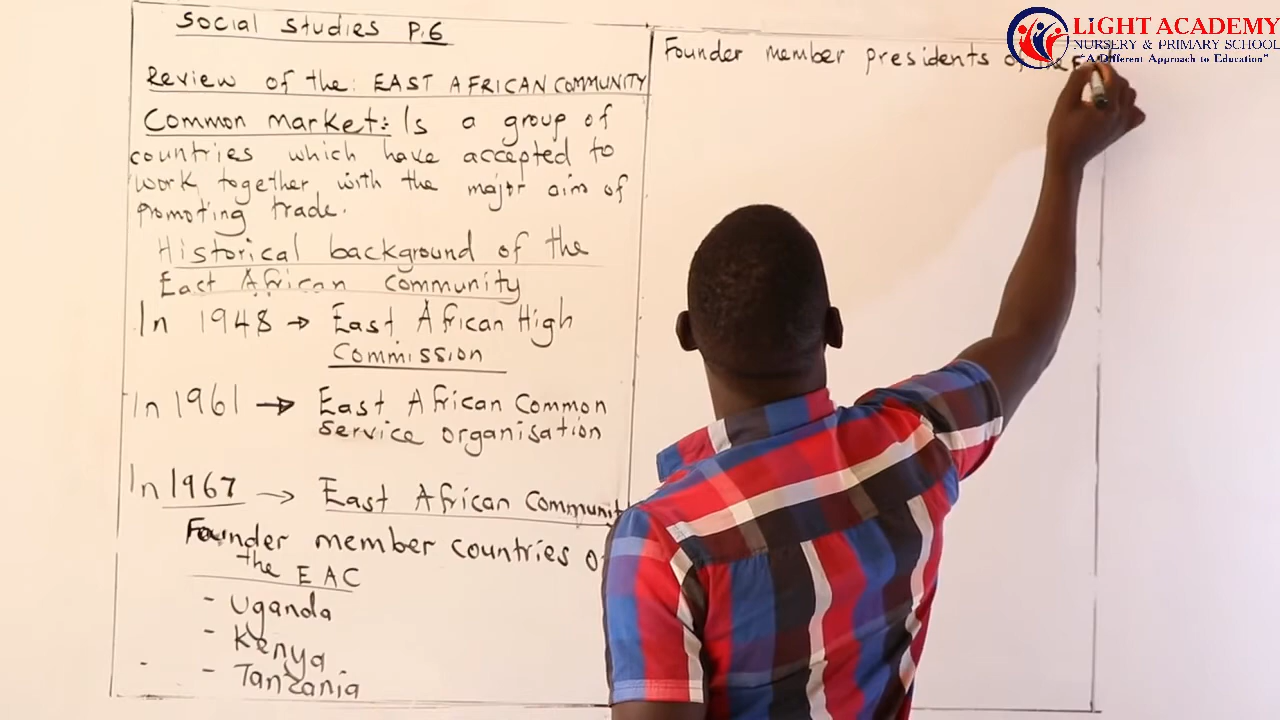 Social Studies P.6
Review of the: EAST AFRICAN COMMUNITY
Common market: Is a group of
countries which have accepted to
work together with the major aim of
promoting trade.
Historical background of the
East African Community
In 1948 → East African High
Commission
In 1961 → East African Common
Service organisation
In 1967 → East African Communit
Founder member countries o
the EAC
- Uganda
- Kenya
- Tanzania
Founder member presidents of the
LIGHT ACADEMY
NURSERY & PRIMARY SCHOOL
"A Different Approach to Education"